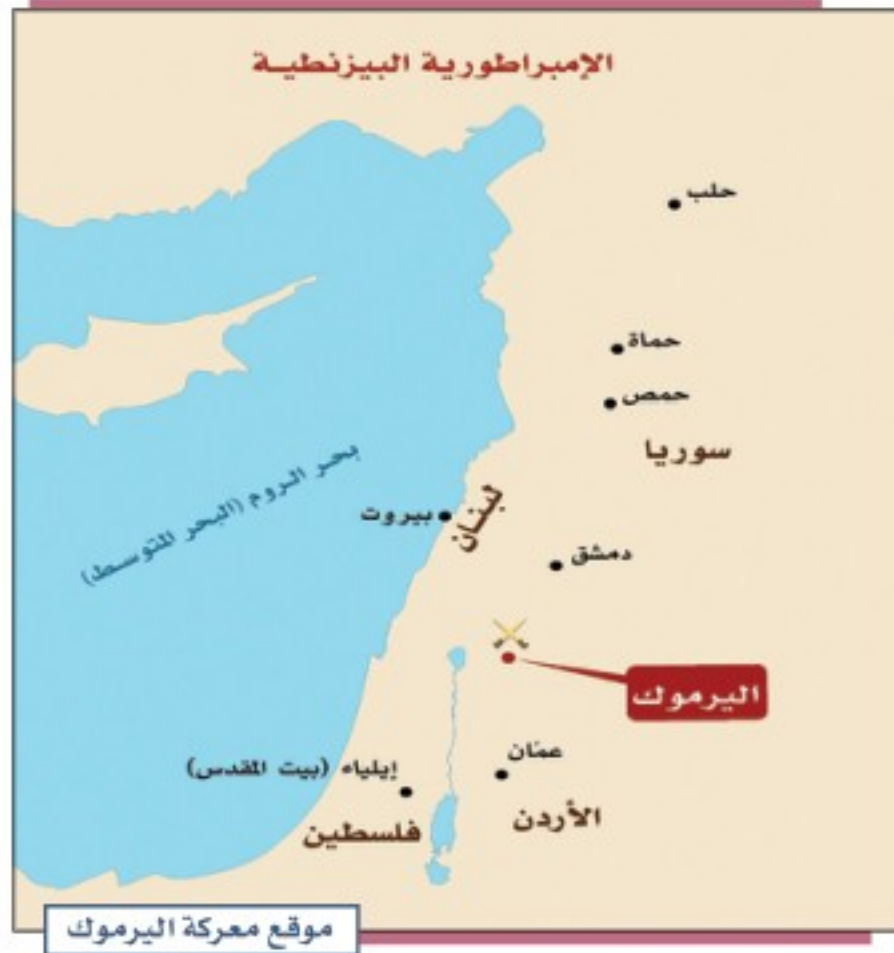 الإمبراطورية البيزنطية
حلب
حماة
حمص
سوريا
بحر الروم (البحر المتوسط)
بيروت
لبنان
دمشق
اليرموك
عمّان
إيلياء (بيت المقدس)
الأردن
فلسطين
موقع معركة اليرموك